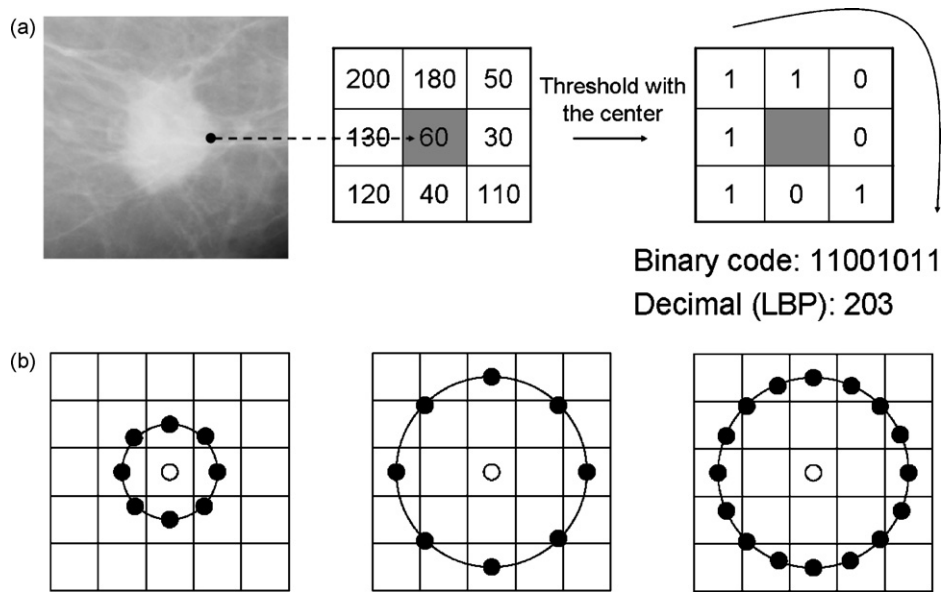 (a)
200 180 50
130 60 30
120 40 110
Threshold with
the center
1 1 0
1 0
1 0 1
Binary code: 11001011
Decimal (LBP): 203
(b)